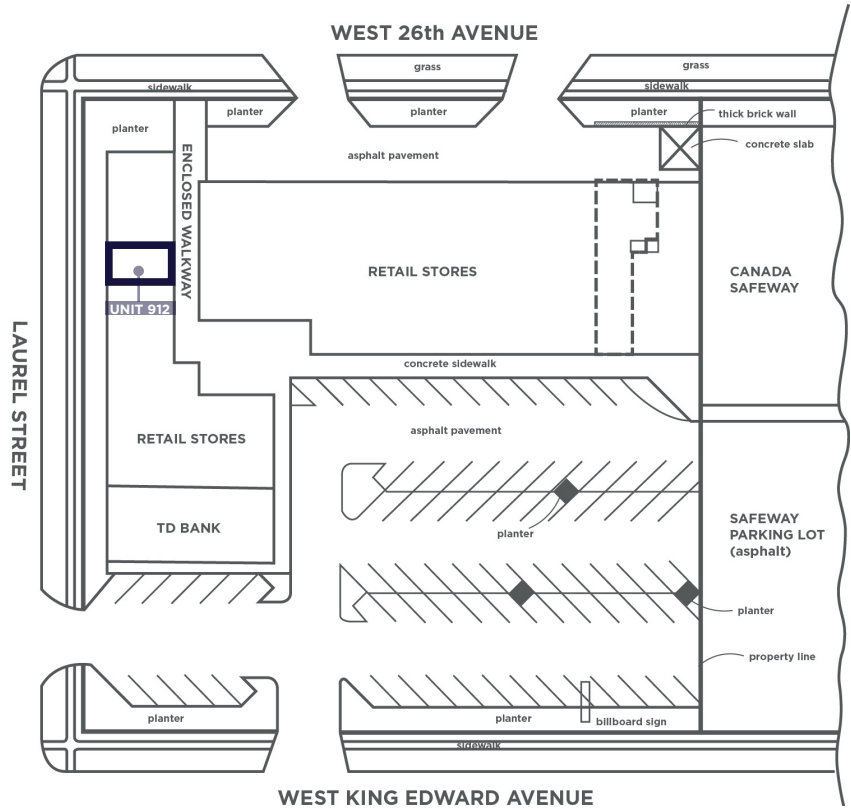 WEST 26th AVENUE
grass
grass
sidewalk
sidewalk
planter
planter
planter
planter
thick brick wall
concrete slab
asphalt pavement
ENCLOSED WALKWAY
RETAIL STORES
CANADA
SAFEWAY
UNIT 912
LAUREL STREET
concrete sidewalk
asphalt pavement
RETAIL STORES
planter
TD BANK
SAFEWAY
PARKING LOT
(asphalt)
planter
property line
planter
planter
billboard sign
sidewalk
WEST KING EDWARD AVENUE